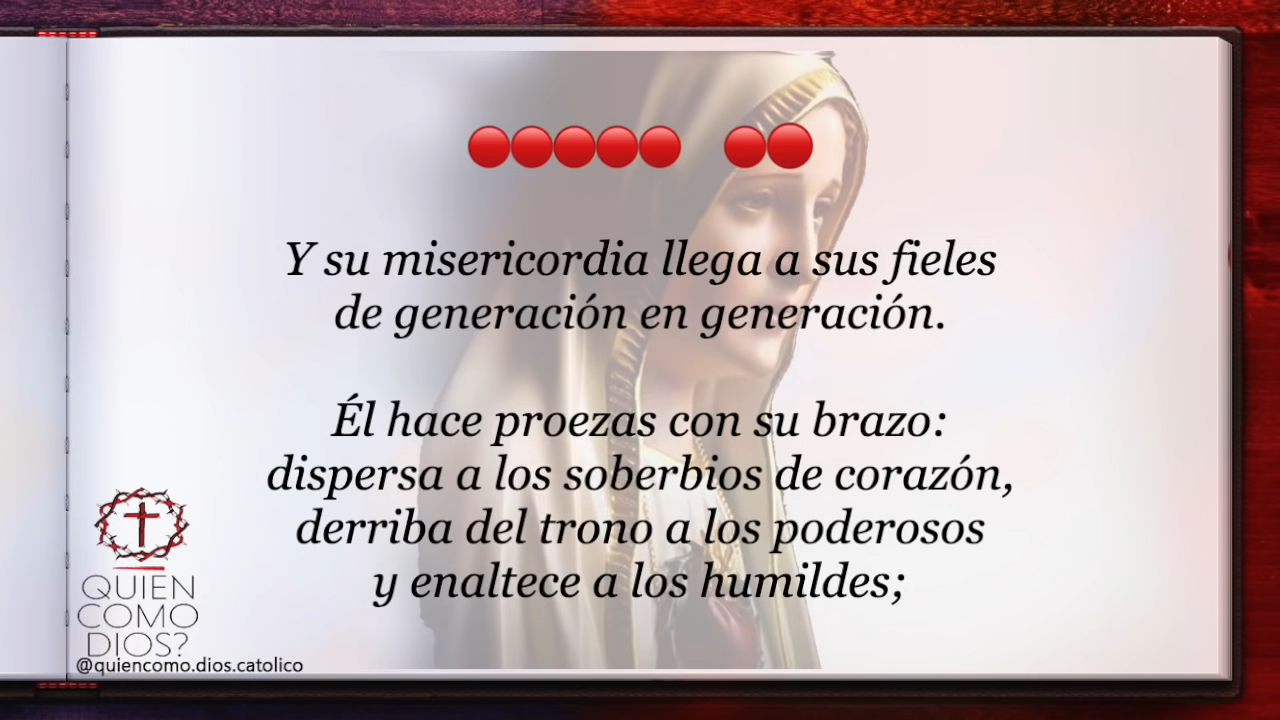 Y su misericordia llega a sus fieles
de generación en generación.
Él hace proezas con su brazo:
dispersa a los soberbios de corazón,
derriba del trono a los poderosos
y enaltece a los humildes;
QUIEN
COMO
DIOS?
@quiencomo.dios.catolico